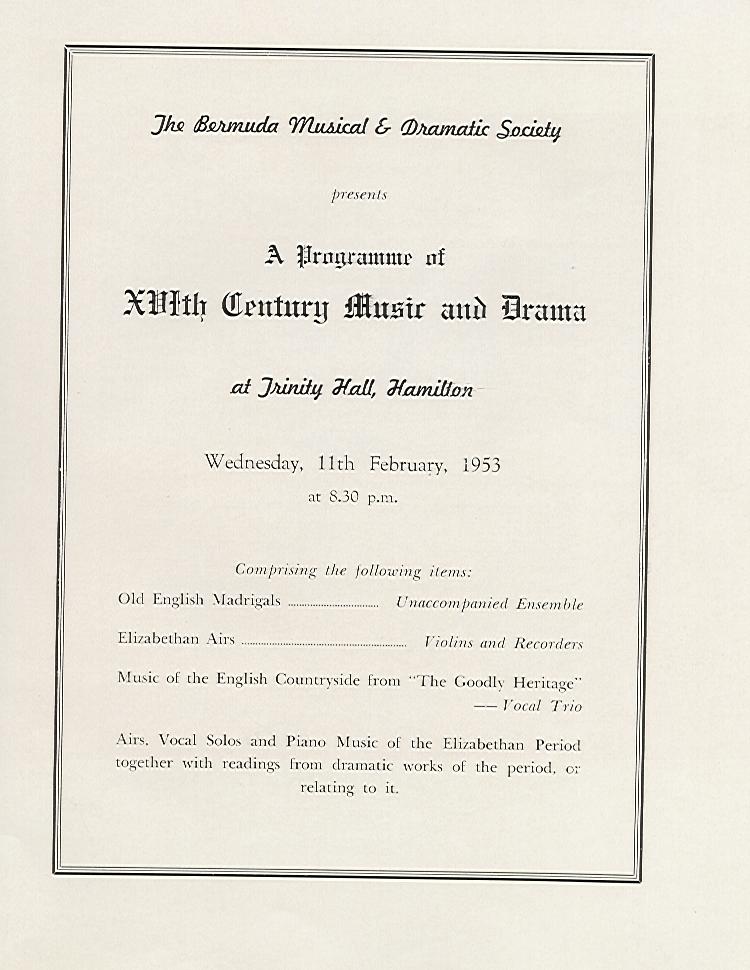 The Bermuda Musical & Dramatic Society
presents
A Programme of
XVIth Century Music and Drama
at Trinity Hall, Hamilton
Wednesday, 11th February, 1953
at 8.30 p.m.
Comprising the following items:
Old English Madrigals ................................ Unaccompanied Ensemble
Elizabethan Airs .......................................................... Violins and Recorders
Music of the English Countryside from "The Goodly Heritage"
—— Vocal Trio
Airs, Vocal Solos and Piano Music of the Elizabethan Period
together with readings from dramatic works of the period, or
relating to it.